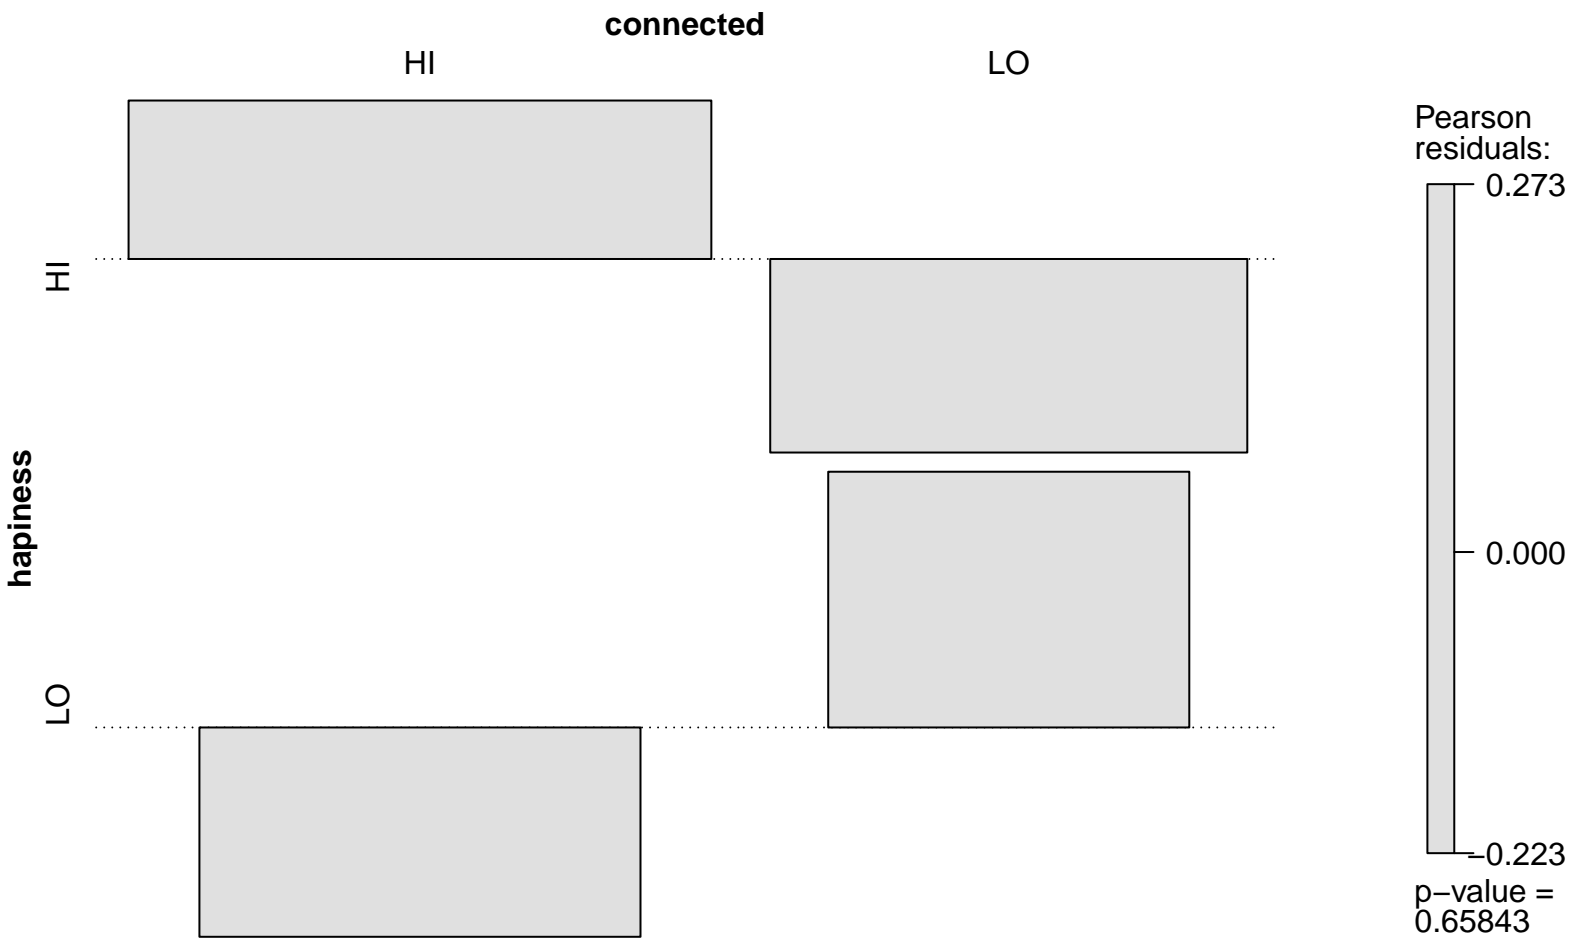 connected
HI
LO
HI
hapiness
LO
Pearson
residuals:
0.273
0.000
−0.223
p−value =
0.65843